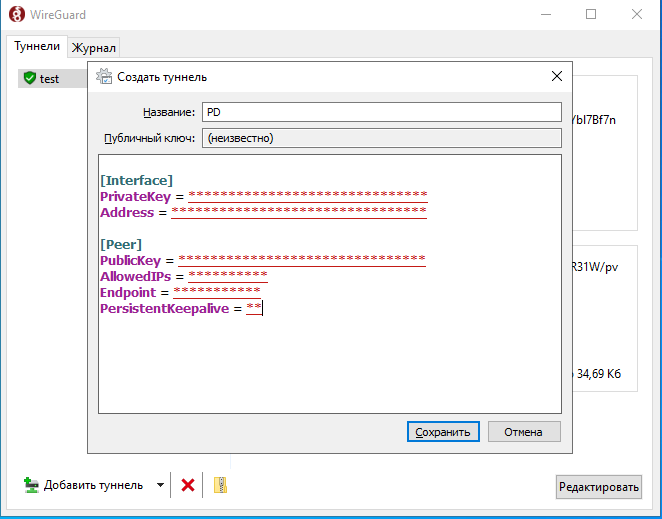 WireGuard
Туннели
Журнал
test
Создать туннель
Название:
PD
Публичный ключ:
(неизвестно)
[Interface]
PrivateKey = ******************************
Address = ********************************
[Peer]
PublicKey = *******************************
AllowedIPs = **********
Endpoint = ***********
PersistentKeepalive = **
Сохранить
Отмена
YbI7Bf7n
R31W/pv
34,69 Кб
Добавить туннель
Редактировать